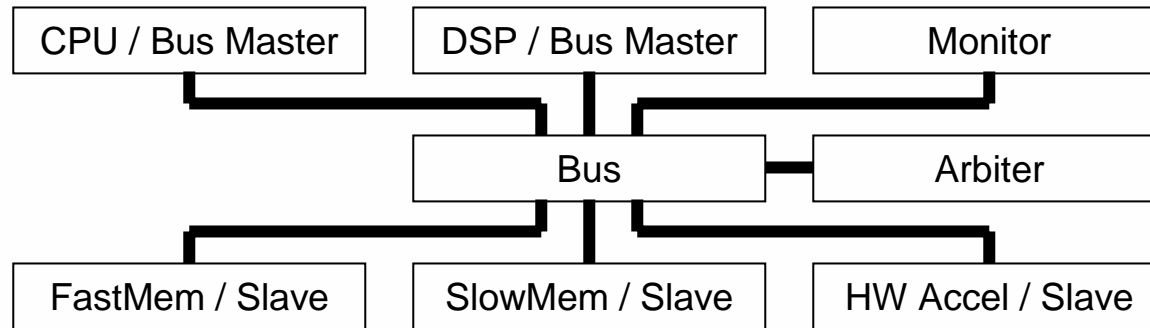 CPU / Bus Master
DSP / Bus Master
Monitor
Bus
Arbiter
FastMem / Slave
SlowMem / Slave
HW Accel / Slave